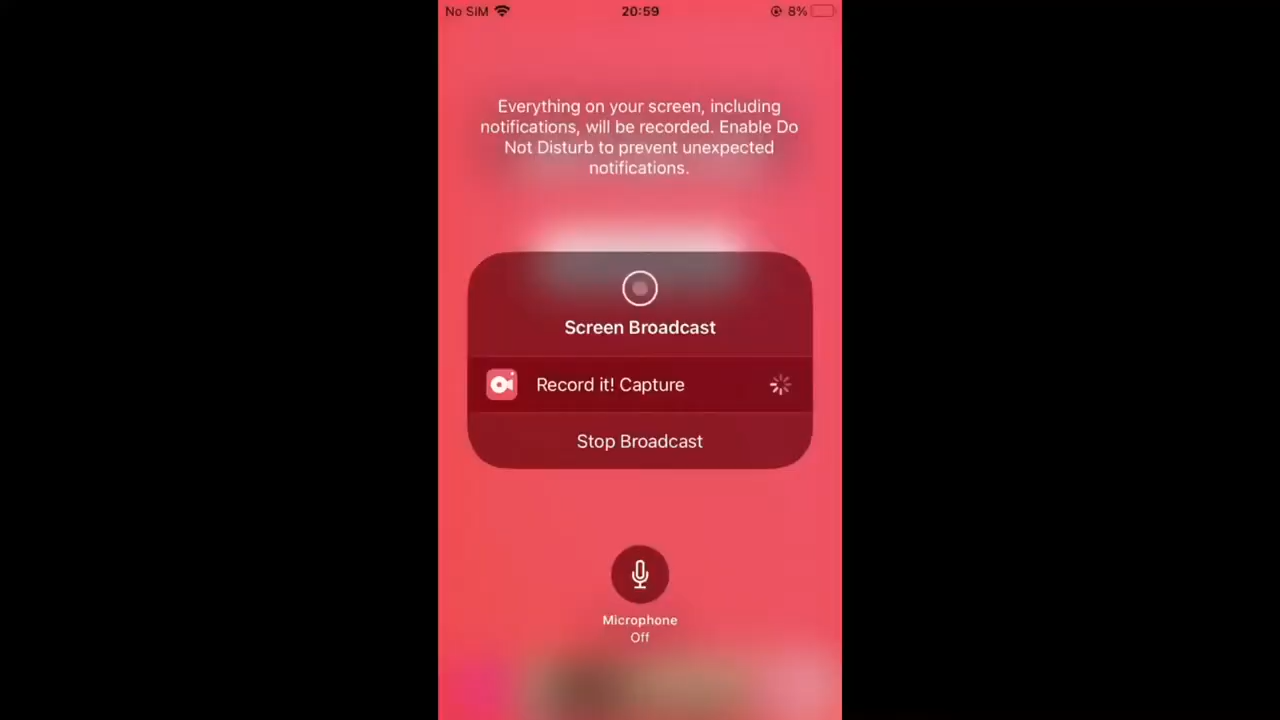 No SIM
20:59
8%
Everything on your screen, including
notifications, will be recorded. Enable Do
Not Disturb to prevent unexpected
notifications.
Screen Broadcast
Record it! Capture
Stop Broadcast
Microphone
Off